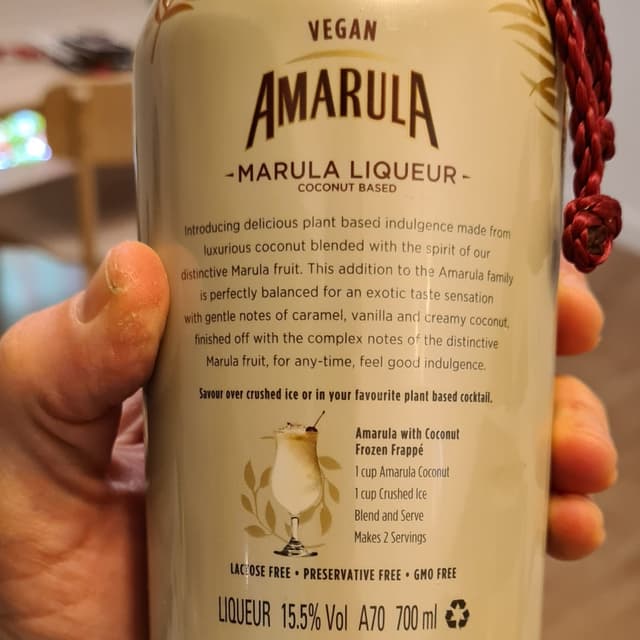 VEGAN
AMARULA
-MARULA LIQUEUR-
COCONUT BASED
Introducing delicious plant based indulgence made from
luxurious coconut blended with the spirit of our
distinctive Marula fruit. This addition to the Amarula family
is perfectly balanced for an exotic taste sensation
with gentle notes of caramel, vanilla and creamy coconut,
finished off with the complex notes of the distinctive
Marula fruit, for any-time, feel good indulgence.
Savour over crushed ice or in your favourite plant based cocktail.
Amarula with Coconut
Frozen Frappé
1 cup Amarula Coconut
1 cup Crushed Ice
Blend and Serve
Makes 2 Servings
LACTOSE FREE • PRESERVATIVE FREE • GMO FREE
LIQUEUR 15.5% Vol A70 700 ml